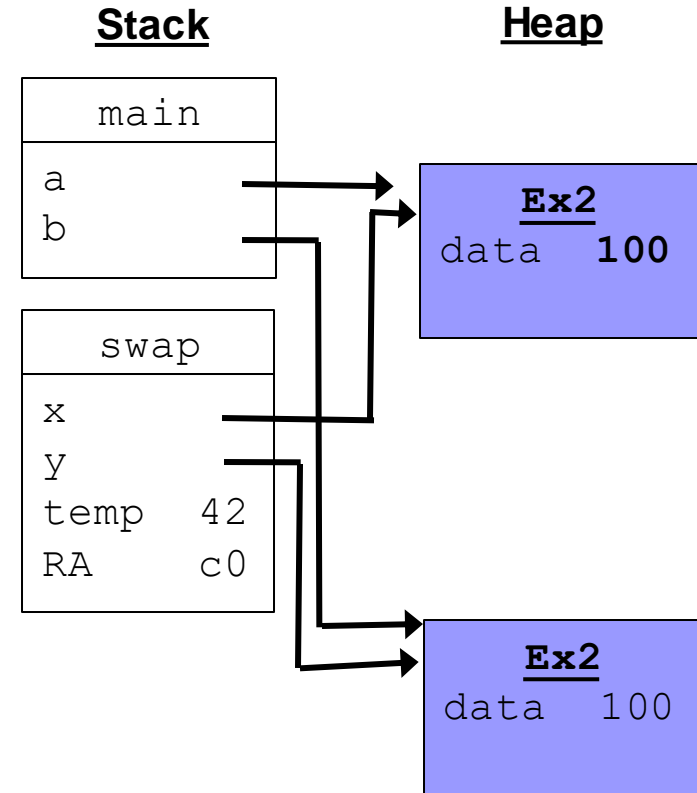 Stack
Heap
main
a
b
Ex2
data 100
swap
x
y
temp 42
RA c0
Ex2
data 100